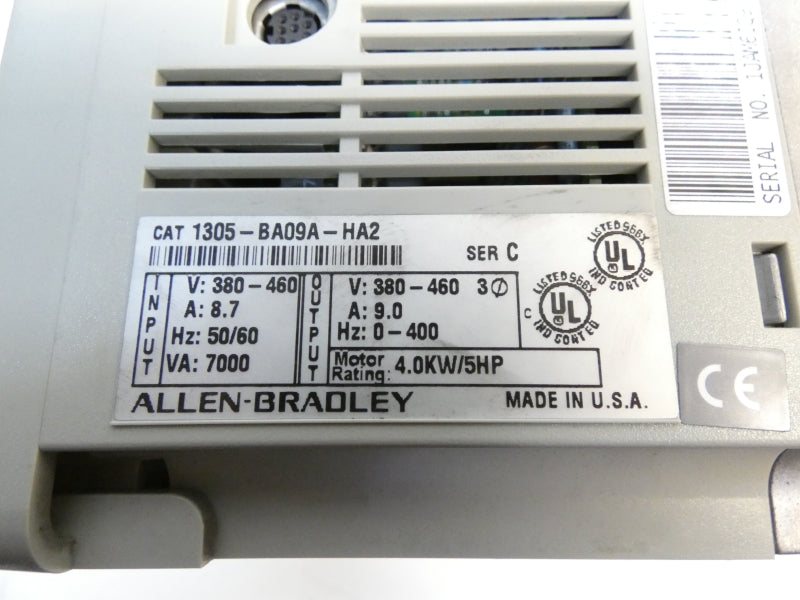 SERIAL NO.
CAT 1305-BA09A-HA2
SER C
LISTED 966X
UL
IND CONT EQ
LISTED 966X
C UL
IND CONT EQ
INPUT
V: 380-460
A: 8.7
Hz: 50/60
VA: 7000
OUTPUT
V: 380-460 3Ø
A: 9.0
Hz: 0-400
Motor Rating: 4.0KW/5HP
ALLEN-BRADLEY
MADE IN U.S.A.
CE